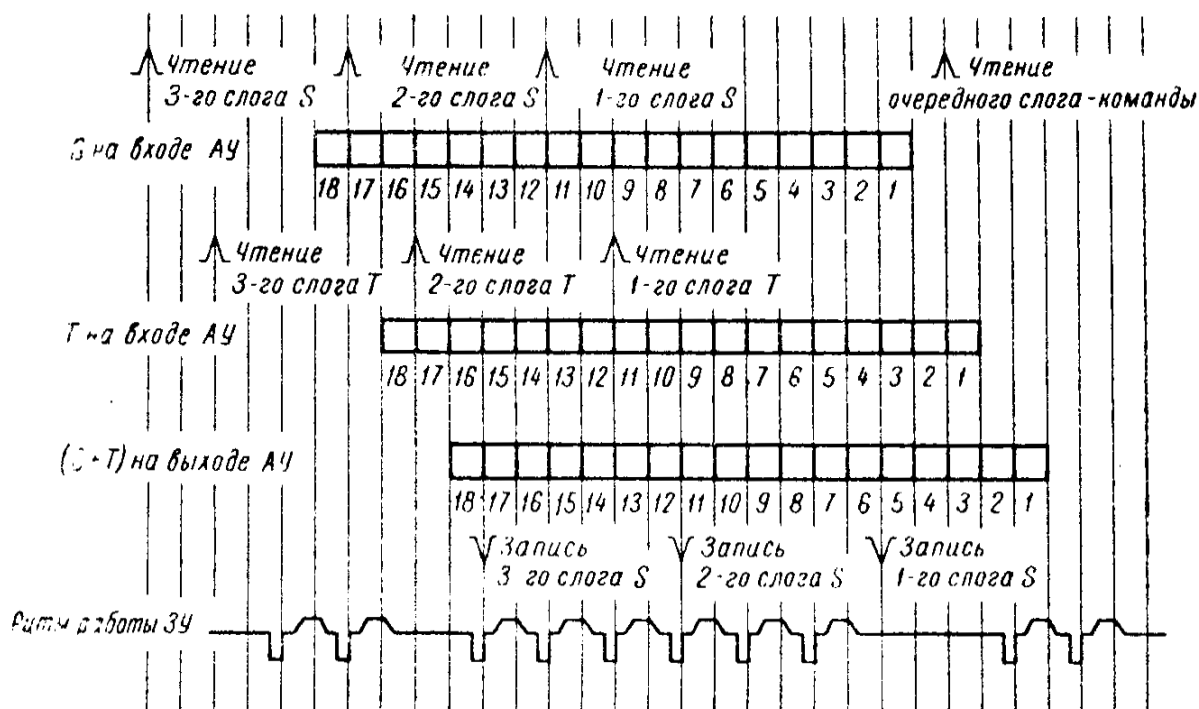 Чтение Чтение Чтение Чтение
3-го слога S 2-го слога S 1-го слога S очередного слога-команды
S на входе АУ
18 17 16 15 14 13 12 11 10 9 8 7 6 5 4 3 2 1
Чтение Чтение Чтение
3-го слога T 2-го слога T 1-го слога T
T на входе АУ
18 17 16 15 14 13 12 11 10 9 8 7 6 5 4 3 2 1
(S+T) на выходе АУ
18 17 16 15 14 13 12 11 10 9 8 7 6 5 4 3 2 1
Запись Запись Запись
3-го слога S 2-го слога S 1-го слога S
Ритм работы ЗУ